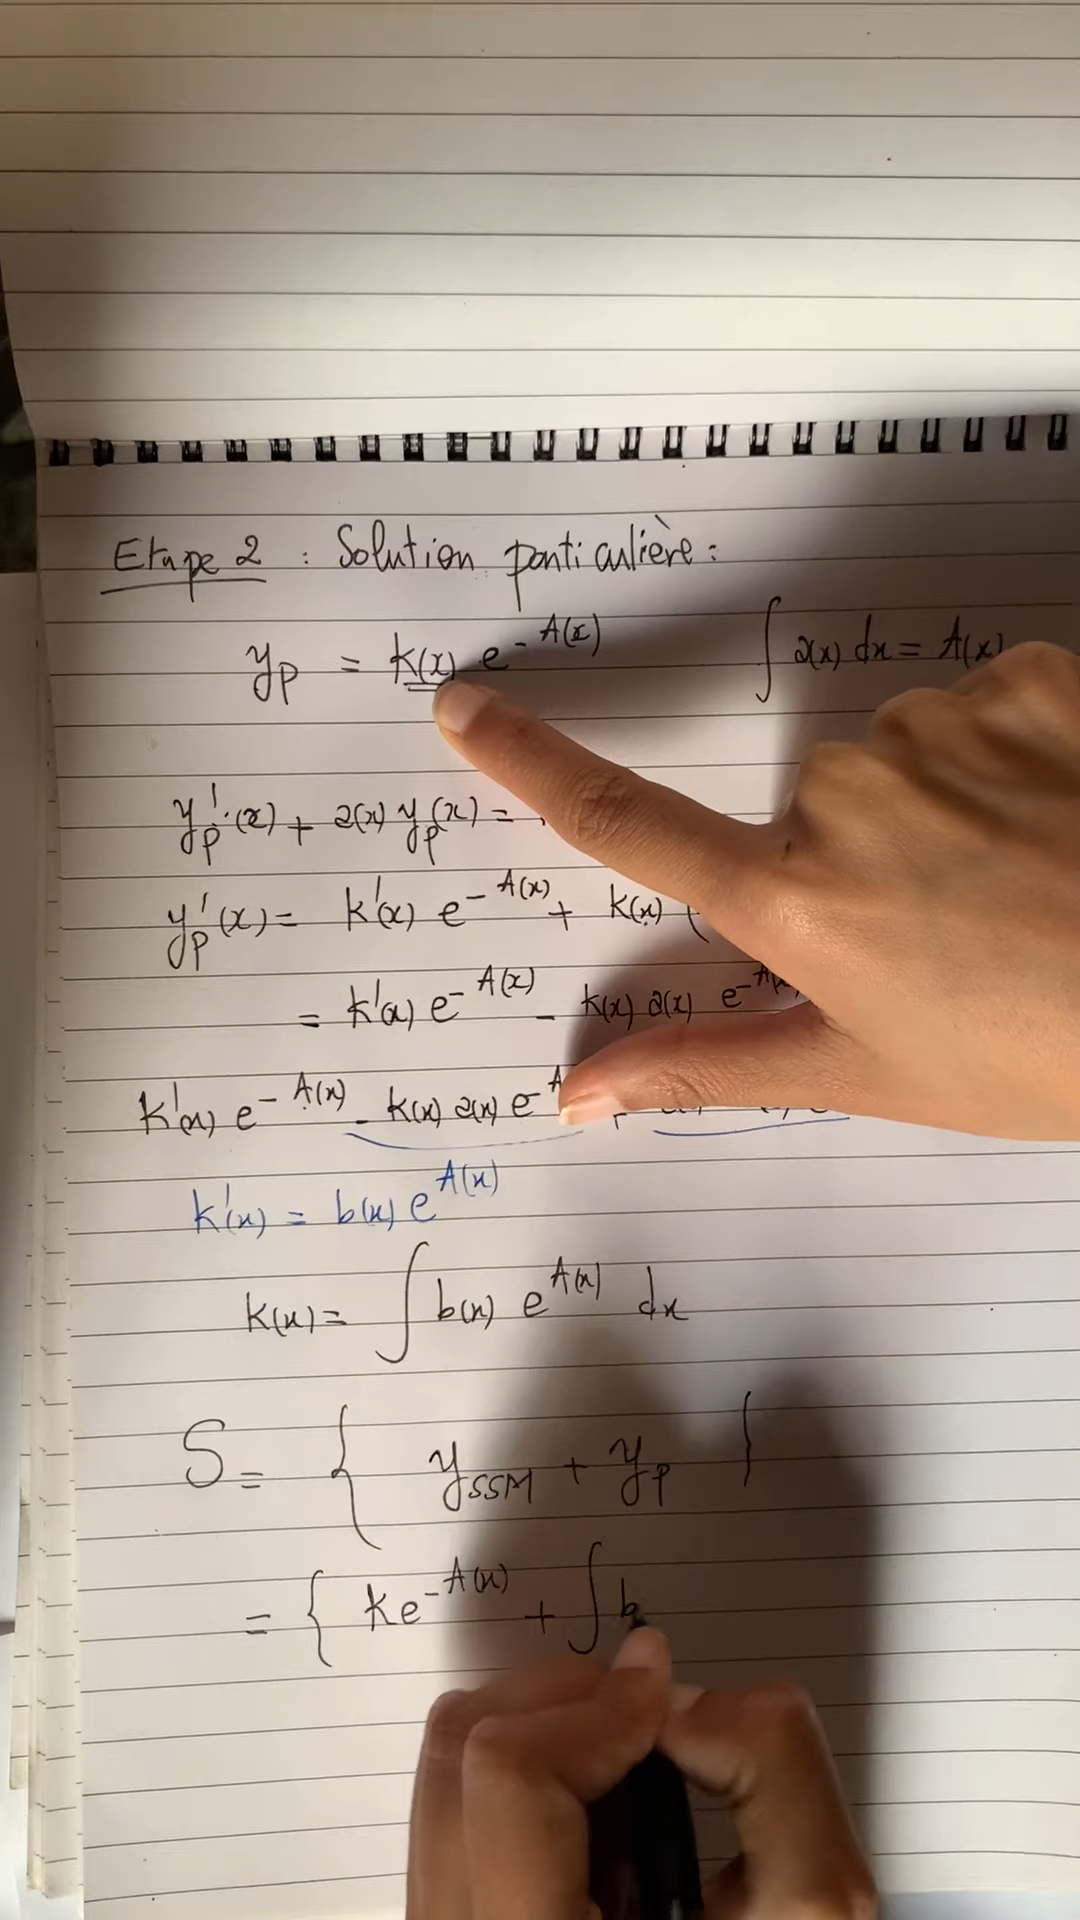 Etape 2 : Solution particulière :
yp = k(x) e^-A(x) ∫a(x) dx = A(x)
yp'(x) + a(x) yp(x) =
yp'(x) = k'(x) e^-A(x) + k(x) (
= k'(x) e^-A(x) - k(x) a(x) e^-A(x)
k'(x) e^-A(x) - k(x) a(x) e^-A +
k'(x) = b(x) e^A(x)
k(x) = ∫ b(x) e^A(x) dx
S = { ySSM + yp }
= { ke^-A(x) + ∫ b